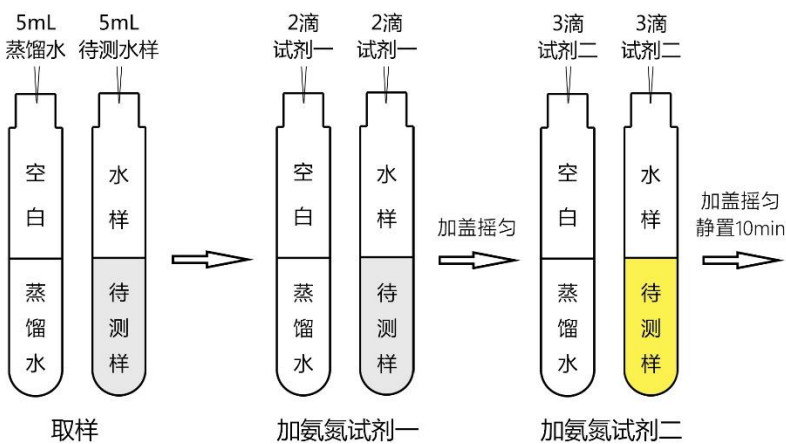 5mL
蒸馏水
5mL
待测水样
空白
蒸馏水
水样
待测样
取样
2滴
试剂一
2滴
试剂一
空白
蒸馏水
水样
待测样
加氨氮试剂一
加盖摇匀
3滴
试剂二
3滴
试剂二
空白
蒸馏水
水样
待测样
加氨氮试剂二
加盖摇匀
静置10min